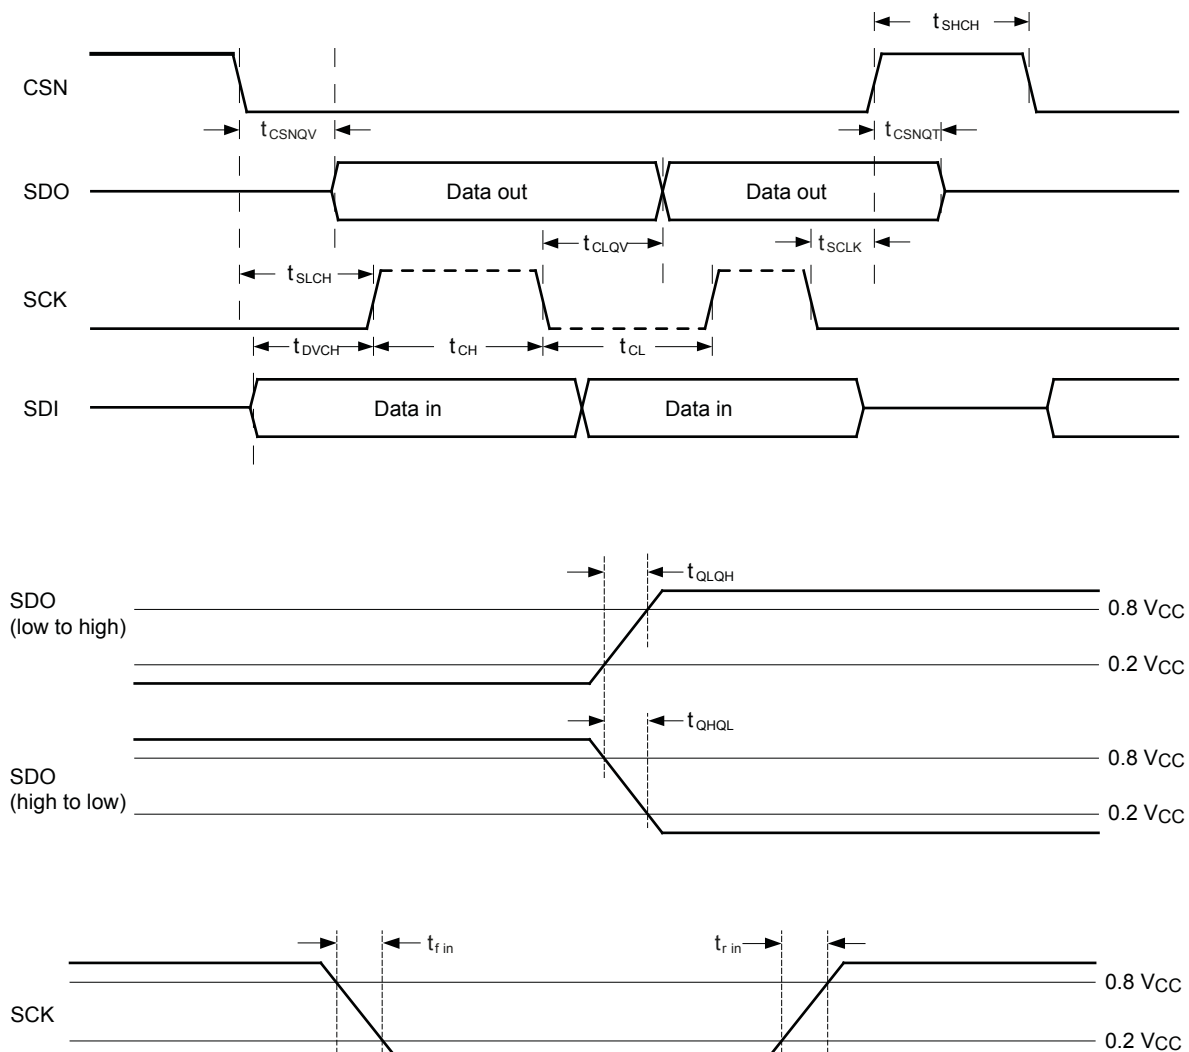 tSHCH
CSN
tCSNQV
tCSNQT
SDO
Data out
Data out
tCLQV
tSCLK
tSLCH
SCK
tDVCH
tCH
tCL
SDI
Data in
Data in
tQLQH
SDO
(low to high)
0.8 VCC
0.2 VCC
tQHQL
SDO
(high to low)
0.8 VCC
0.2 VCC
tf in
tr in
SCK
0.8 VCC
0.2 VCC